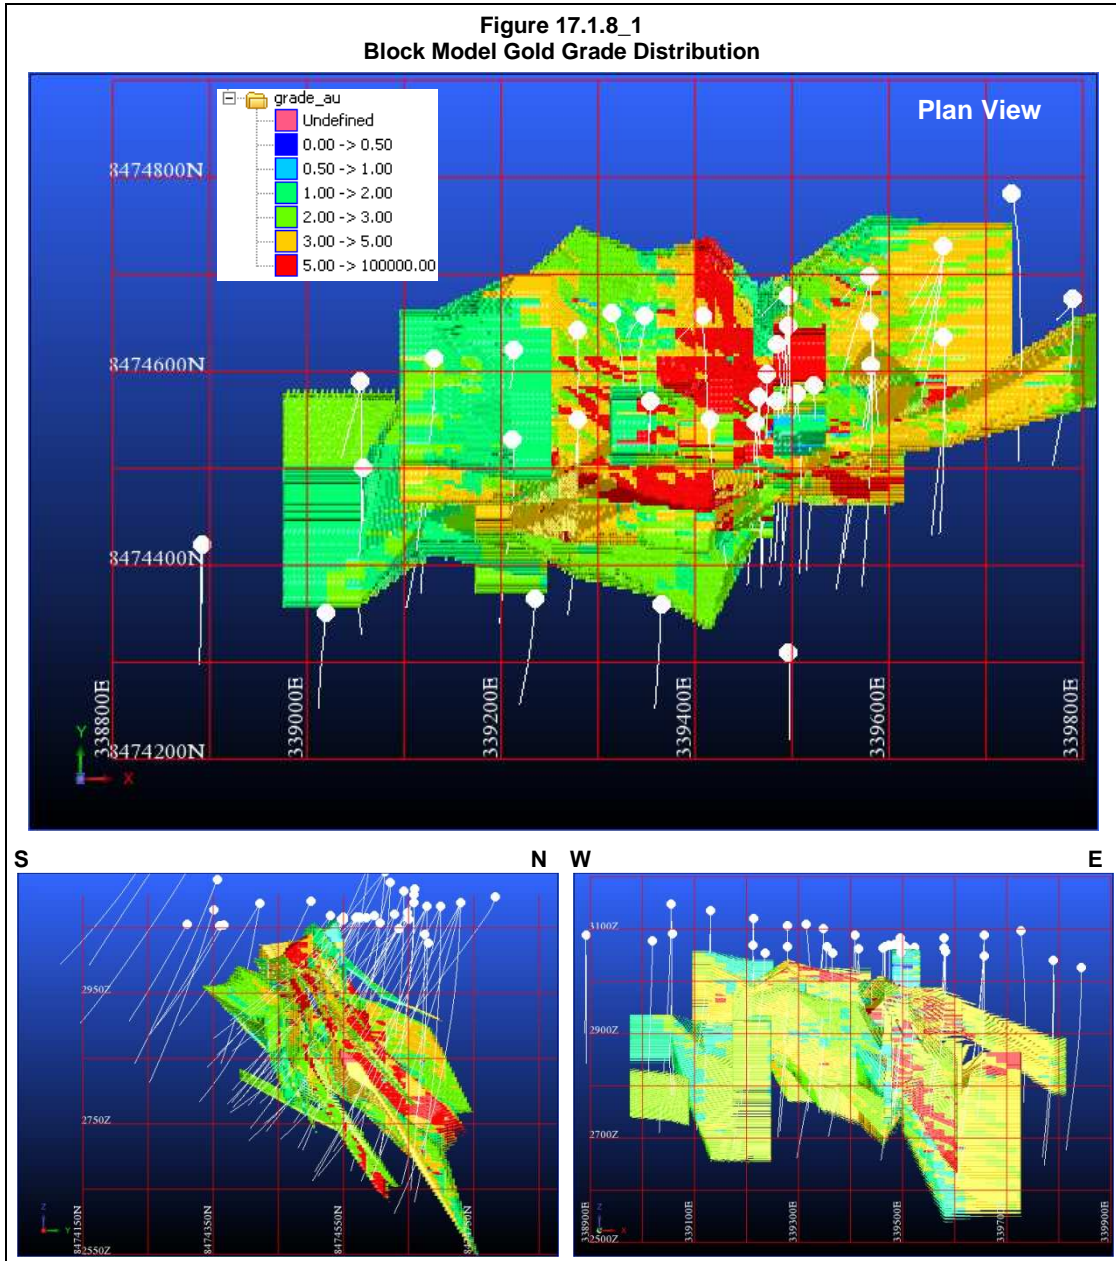 Figure 17.1.8_1
Block Model Gold Grade Distribution
grade_au
Undefined
0.00 -> 0.50
0.50 -> 1.00
1.00 -> 2.00
2.00 -> 3.00
3.00 -> 5.00
5.00 -> 100000.00
Plan View
8474800N
8474600N
8474400N
8474200N
338800E
339000E
339200E
339400E
339600E
339800E
Y
X
S
N
W
E
2950Z
2750Z
2550Z
8474150N
8474350N
8474550N
Z
Y
3100Z
2900Z
2700Z
2500Z
338900E
339100E
339300E
339500E
339900E
Z
X